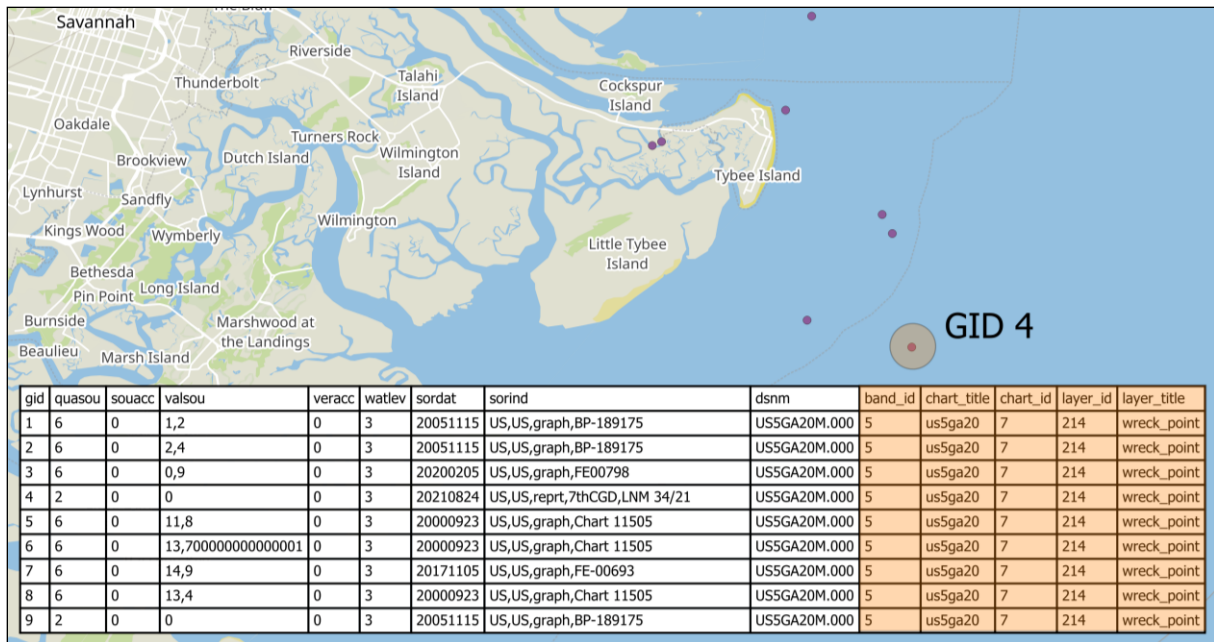 The Bluff
Savannah
Riverside
Thunderbolt
Talahi
Island
Cockspur
Island
Oakdale
Turners Rock
Brookview
Dutch Island
Wilmington
Island
Tybee Island
Lynhurst
Sandfly
Kings Wood
Wymberly
Wilmington
Little Tybee
Island
Bethesda
Pin Point
Long Island
Burnside
Marshwood at
the Landings
Beaulieu
Marsh Island
GID 4
gid quasou souacc valsou veracc watlev sordat sorind dsnm band_id chart_title chart_id layer_id layer_title
1 6 0 1,2 0 3 20051115 US,US,graph,BP-189175 US5GA20M.000 5 us5ga20 7 214 wreck_point
2 6 0 2,4 0 3 20051115 US,US,graph,BP-189175 US5GA20M.000 5 us5ga20 7 214 wreck_point
3 6 0 0,9 0 3 20200205 US,US,graph,FE00798 US5GA20M.000 5 us5ga20 7 214 wreck_point
4 2 0 0 0 3 20210824 US,US,reprt,7thCGD,LNM 34/21 US5GA20M.000 5 us5ga20 7 214 wreck_point
5 6 0 11,8 0 3 20000923 US,US,graph,Chart 11505 US5GA20M.000 5 us5ga20 7 214 wreck_point
6 6 0 13,700000000000001 0 3 20000923 US,US,graph,Chart 11505 US5GA20M.000 5 us5ga20 7 214 wreck_point
7 6 0 14,9 0 3 20171105 US,US,graph,FE-00693 US5GA20M.000 5 us5ga20 7 214 wreck_point
8 6 0 13,4 0 3 20000923 US,US,graph,Chart 11505 US5GA20M.000 5 us5ga20 7 214 wreck_point
9 2 0 0 0 3 20051115 US,US,graph,BP-189175 US5GA20M.000 5 us5ga20 7 214 wreck_point